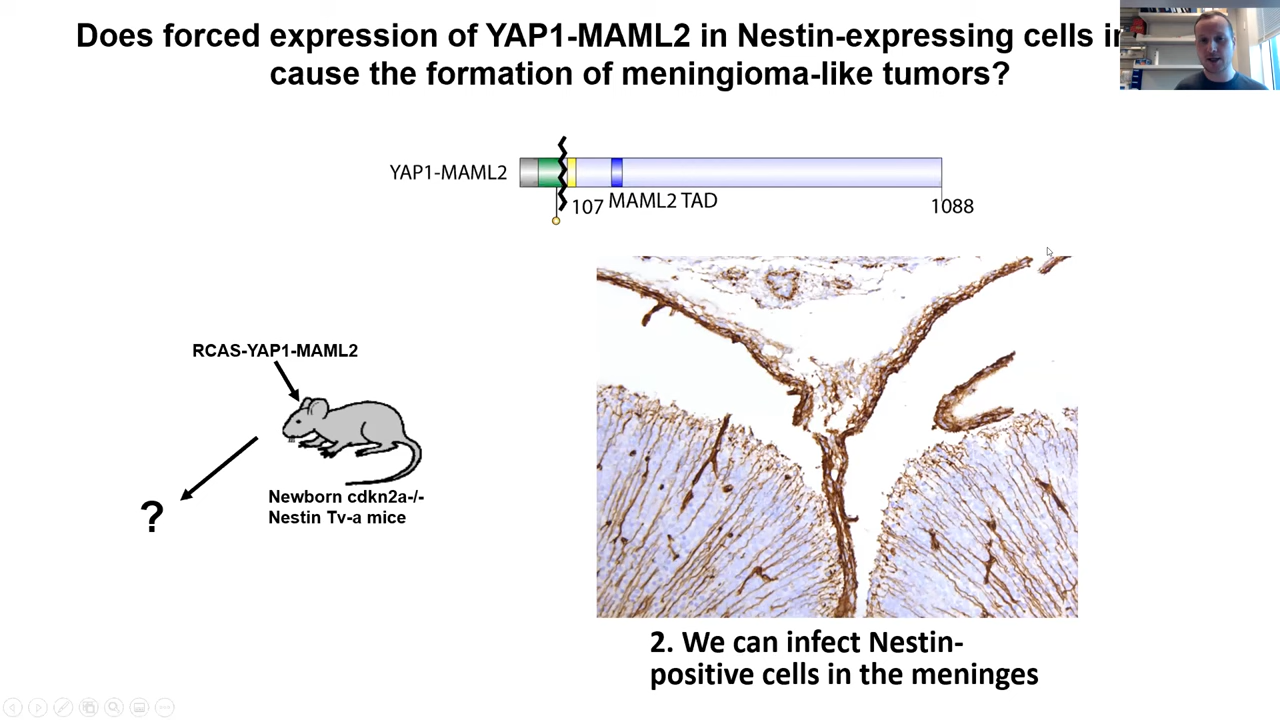 Does forced expression of YAP1-MAML2 in Nestin-expressing cells
cause the formation of meningioma-like tumors?
YAP1-MAML2
107
MAML2 TAD
1088
RCAS-YAP1-MAML2
?
Newborn cdkn2a-/-
Nestin Tv-a mice
2. We can infect Nestin-
positive cells in the meninges